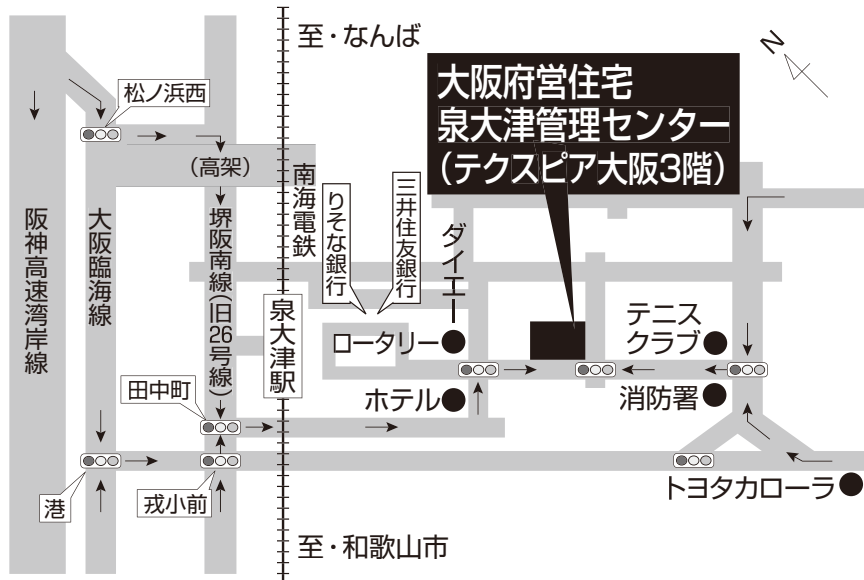 至・なんば
N
大阪府営住宅
泉大津管理センター
(テクスピア大阪3階)
松ノ浜西
(高架)
南海電鉄
りそな銀行
三井住友銀行
ダイエー
阪神高速湾岸線
大阪臨海線
堺阪南線(旧26号線)
泉大津駅
ロータリー
テニス
クラブ
田中町
ホテル
消防署
港
戎小前
トヨタカローラ
至・和歌山市